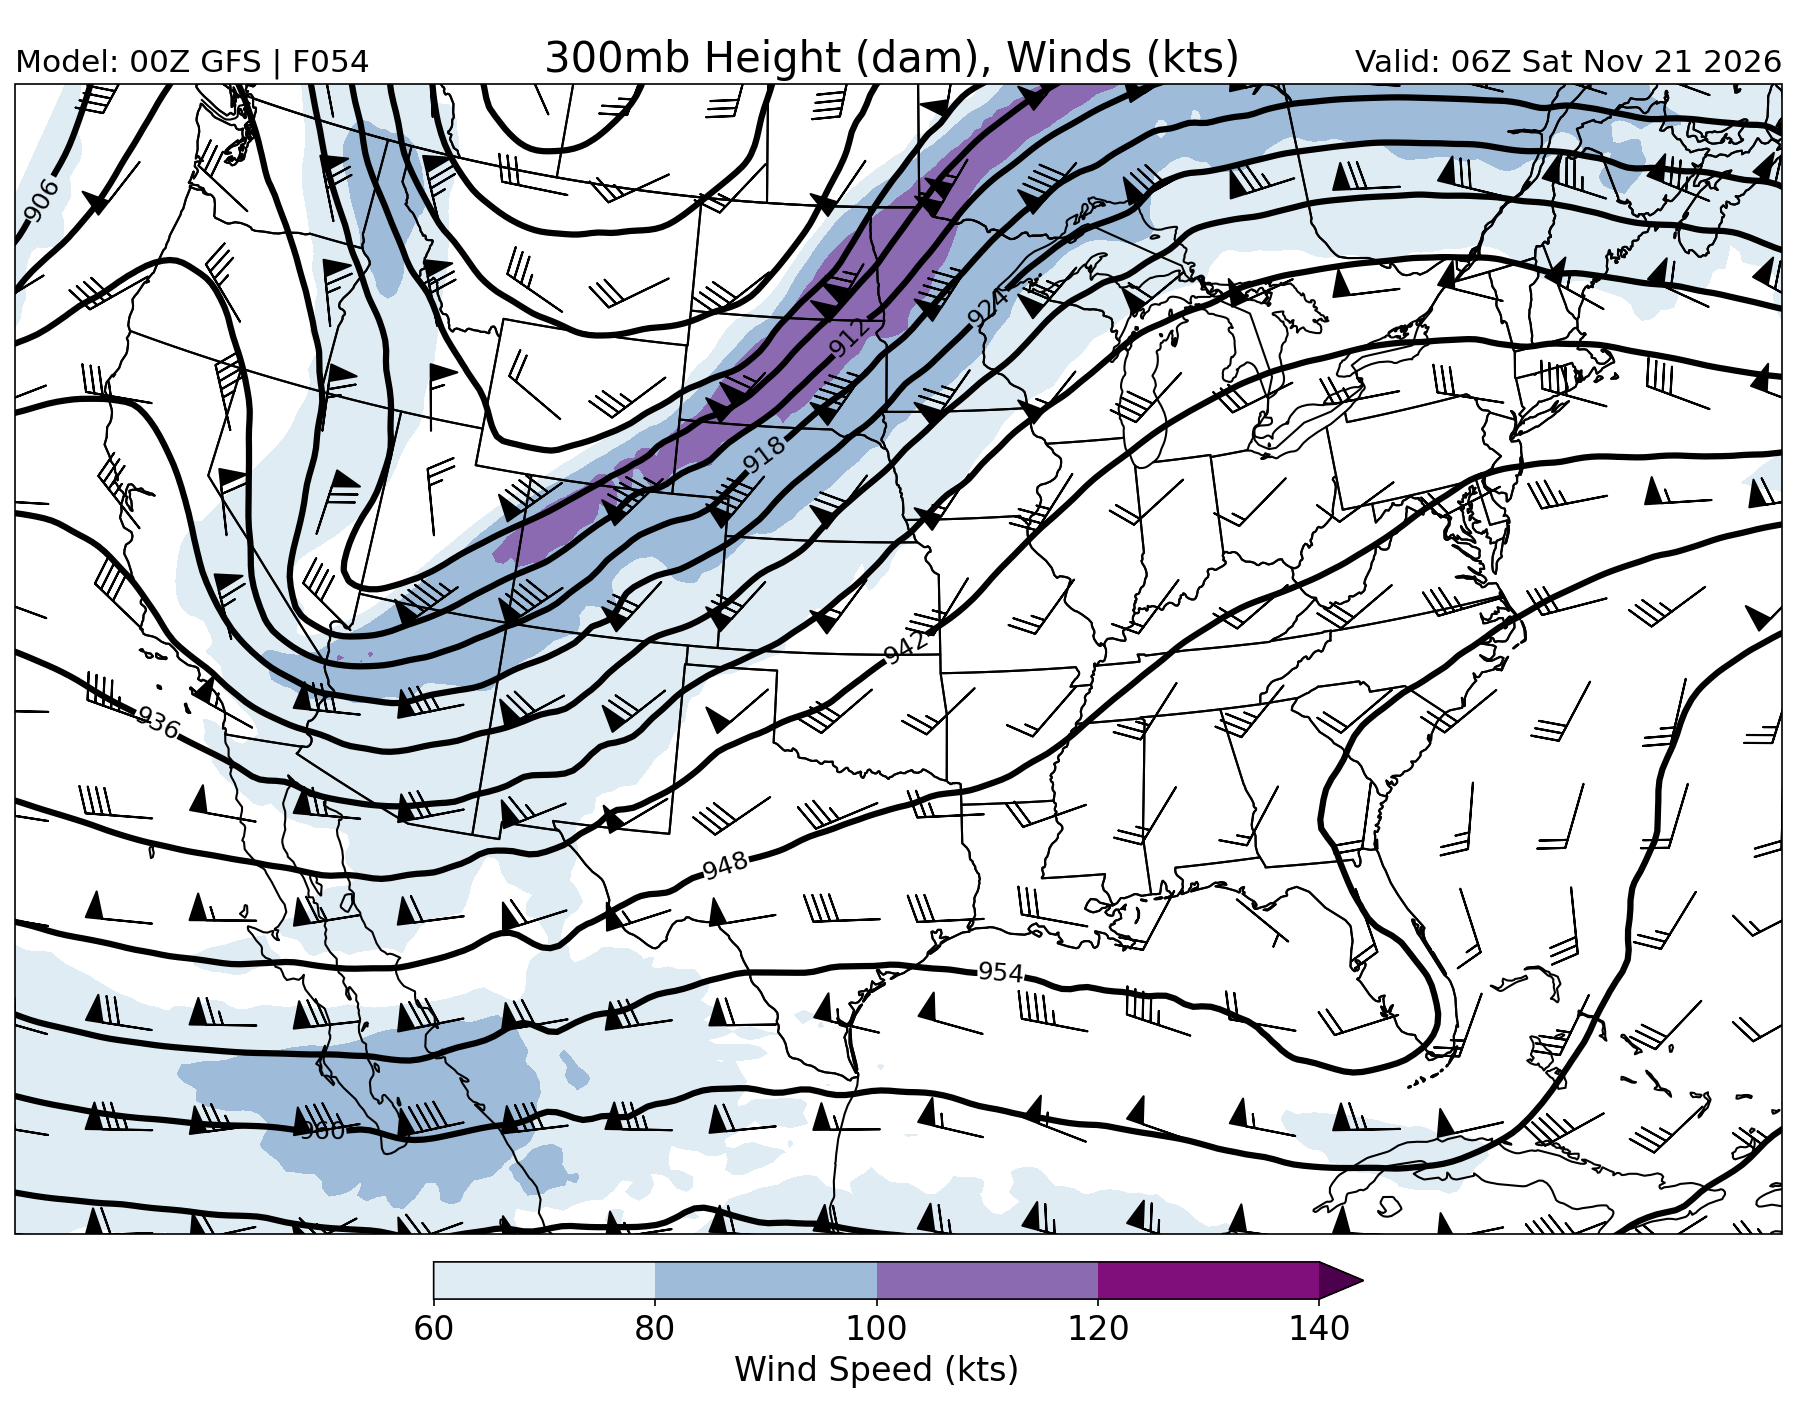 Model: 00Z GFS | F054
300mb Height (dam), Winds (kts)
Valid: 06Z Sat Nov 21 2026
906
924
912
918
942
936
948
954
960
60 80 100 120 140
Wind Speed (kts)